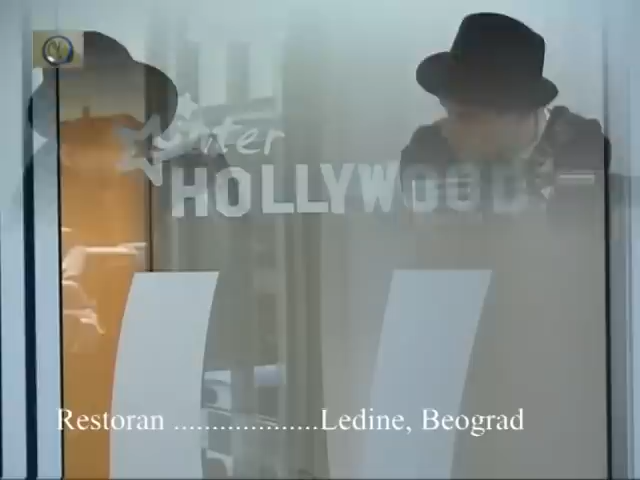 inter
HOLLYWOOD
Restoran ...................Ledine, Beograd